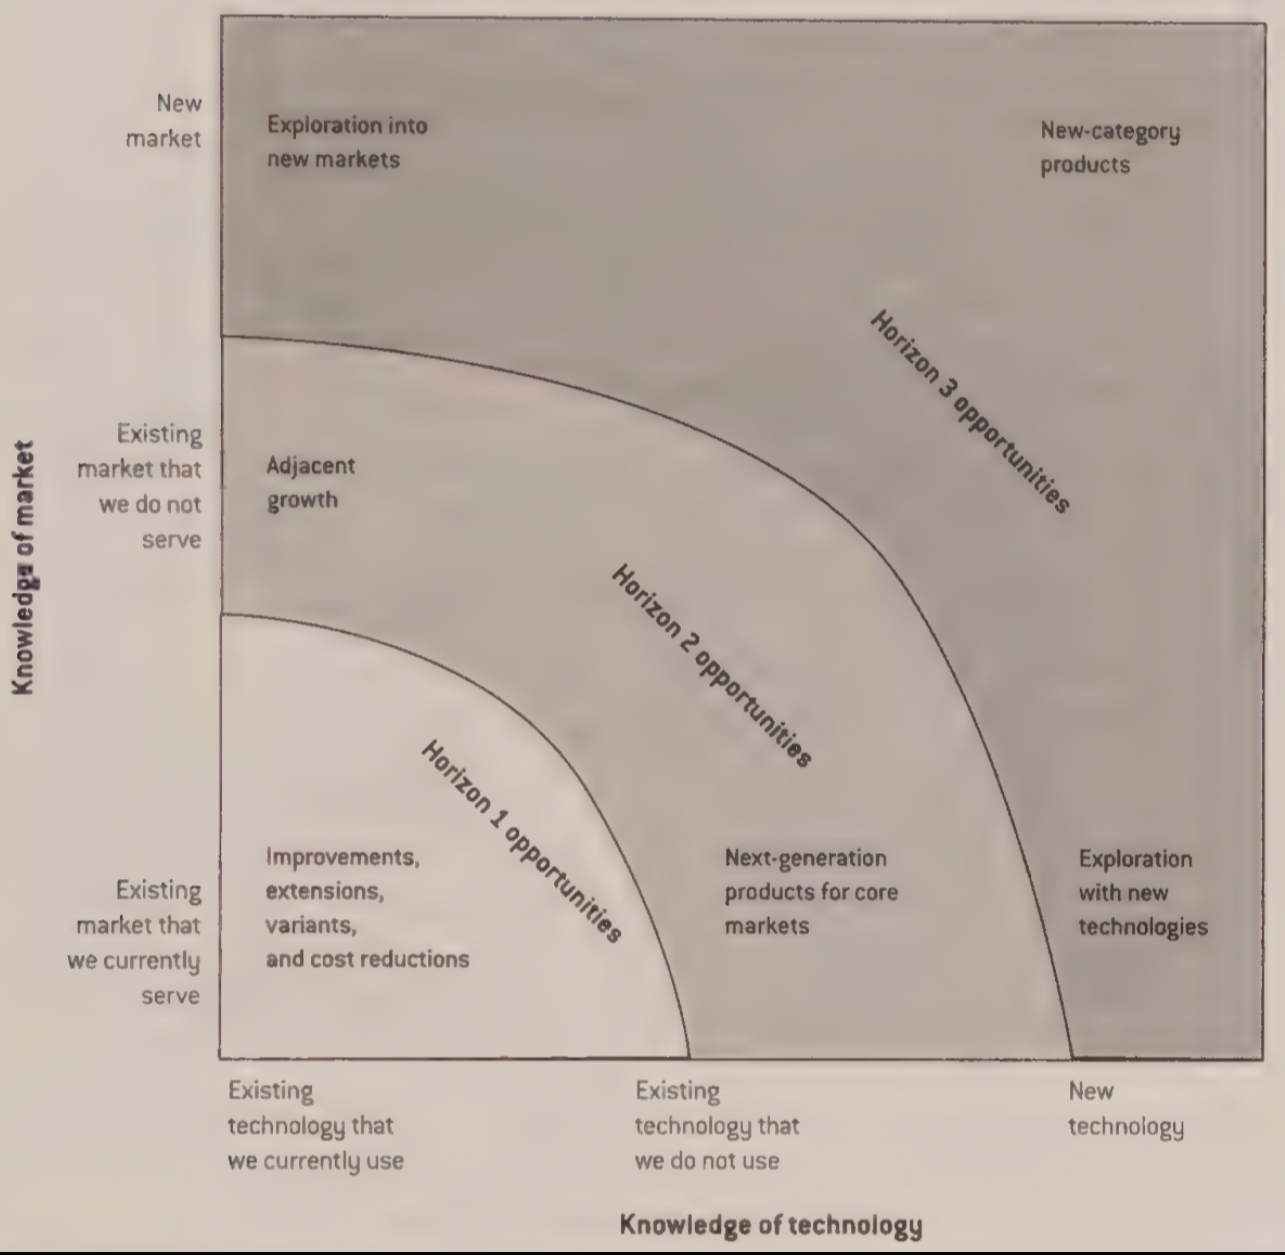 New
market
Exploration into
new markets
New-category
products
Horizon 3 opportunities
Existing
market that
we do not
serve
Adjacent
growth
Knowledge of market
Horizon 2 opportunities
Horizon 1 opportunities
Improvements,
extensions,
variants,
and cost reductions
Next-generation
products for core
markets
Exploration
with new
technologies
Existing
market that
we currently
serve
Existing
technology that
we currently use
Existing
technology that
we do not use
New
technology
Knowledge of technology